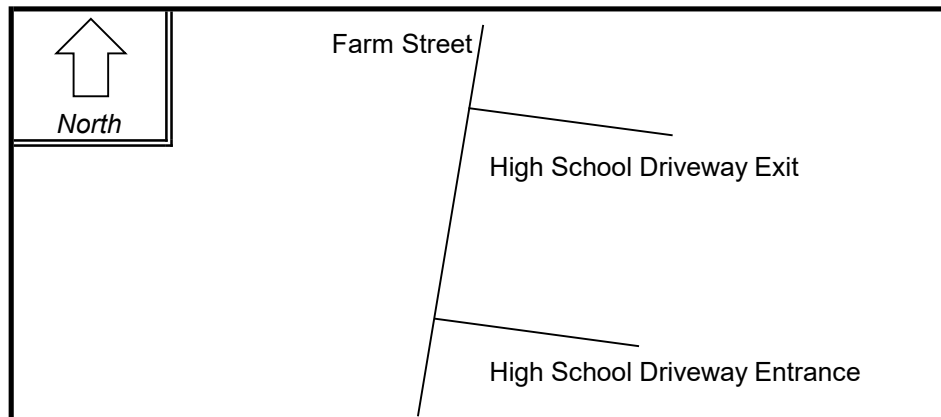 Farm Street
North
High School Driveway Exit
High School Driveway Entrance